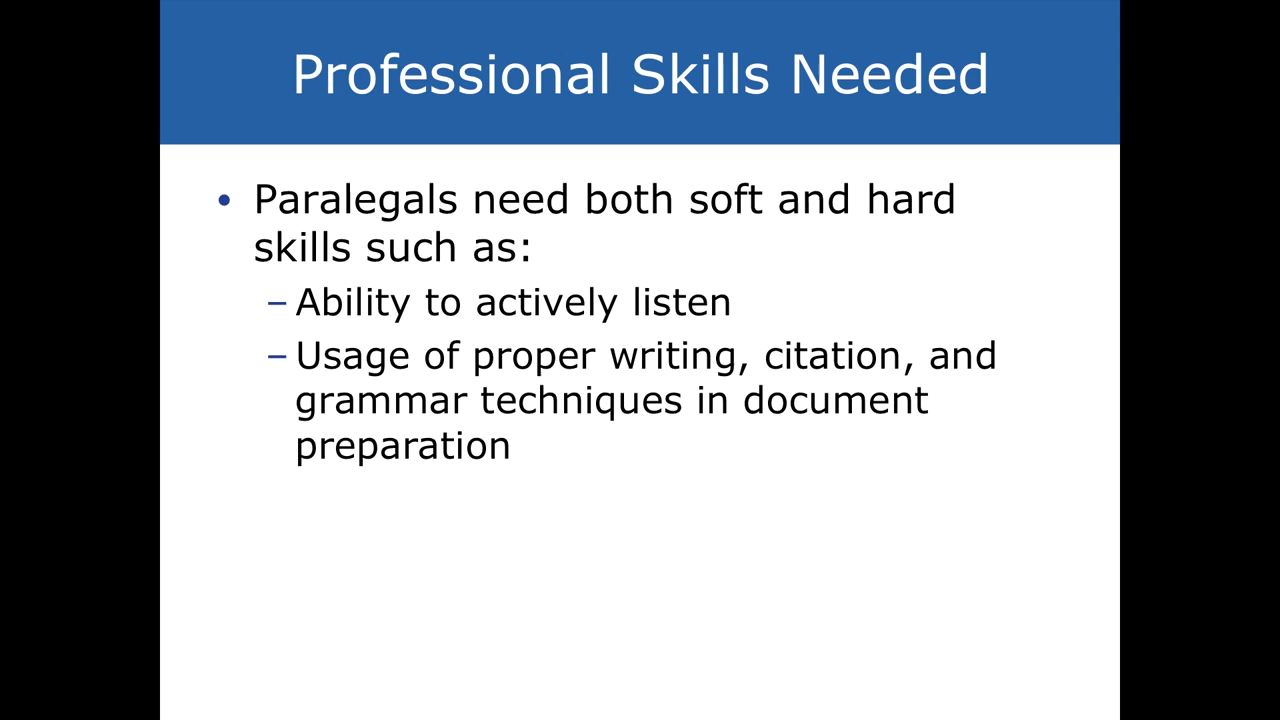 Professional Skills Needed
• Paralegals need both soft and hard
skills such as:
– Ability to actively listen
– Usage of proper writing, citation, and
grammar techniques in document
preparation